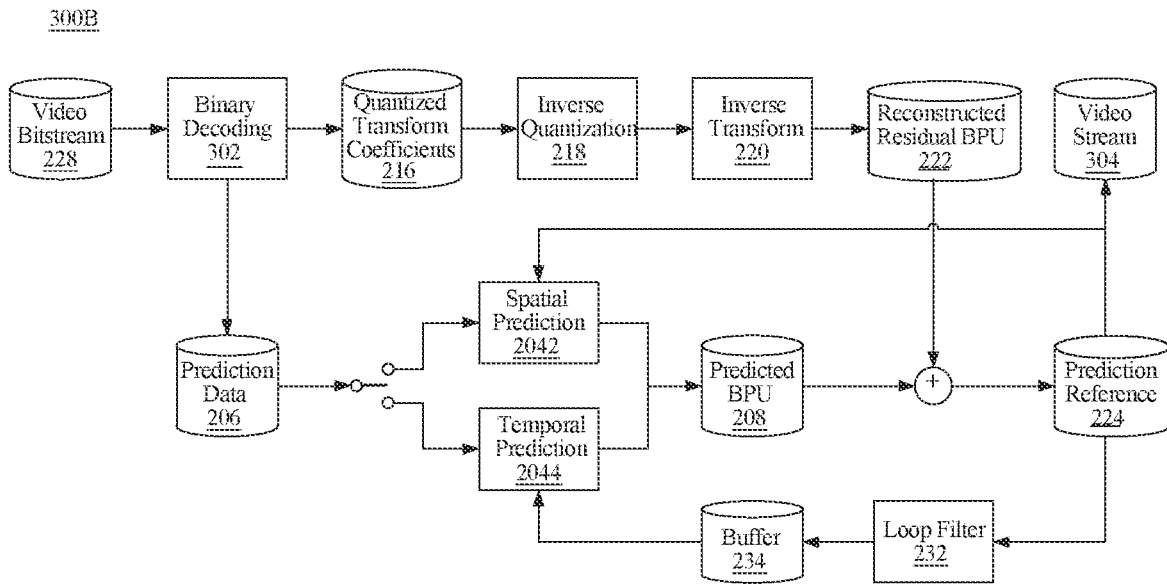 300B
Video
Bitstream
228
Binary
Decoding
302
Quantized
Transform
Coefficients
216
Inverse
Quantization
218
Inverse
Transform
220
Reconstructed
Residual BPU
222
Video
Stream
304
Prediction
Data
206
Spatial
Prediction
2042
Temporal
Prediction
2044
Predicted
BPU
208
+
Prediction
Reference
224
Buffer
234
Loop Filter
232